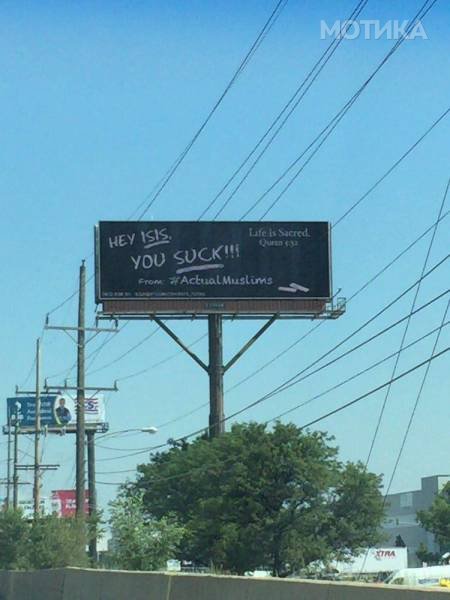 МОТИКА
HEY ISIS,
YOU SUCK!!!
From: #ActualMuslims
Life is Sacred.
Quran 5:32
XTRA